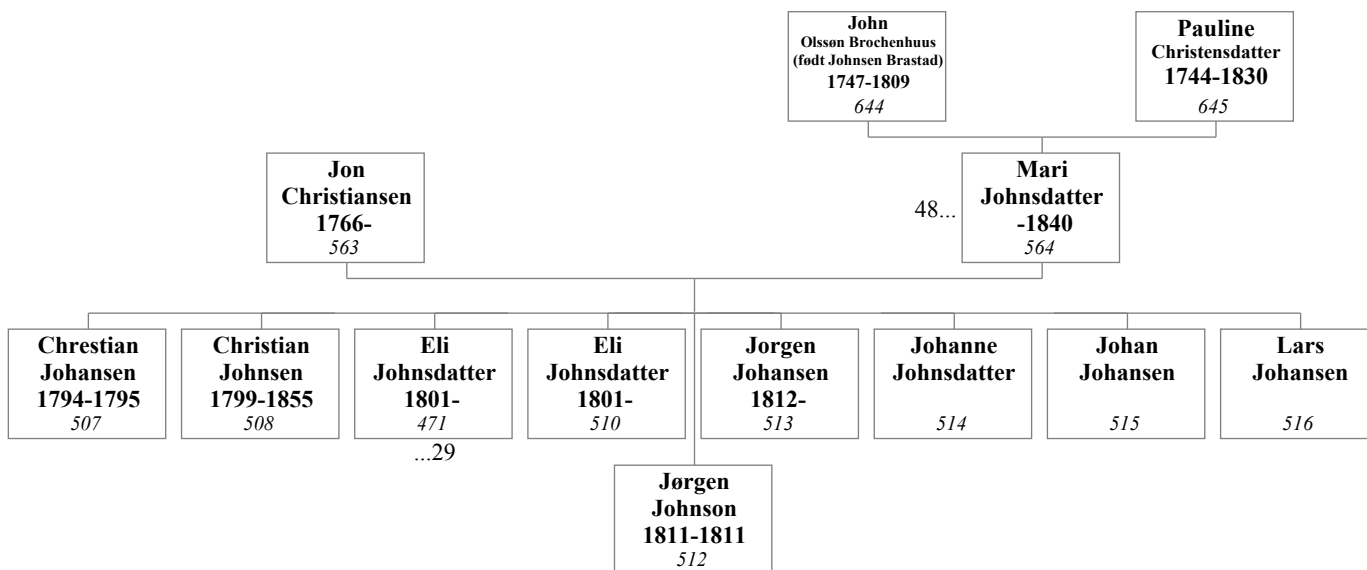 John
Olssøn Brochenhuus
(født Johnsen Brastad)
1747-1809
644
Pauline
Christensdatter
1744-1830
645
Jon
Christiansen
1766-
563
48...
Mari
Johnsdatter
-1840
564
Chrestian
Johansen
1794-1795
507
Christian
Johnsen
1799-1855
508
Eli
Johnsdatter
1801-
471
...29
Eli
Johnsdatter
1801-
510
Jorgen
Johansen
1812-
513
Johanne
Johnsdatter
514
Johan
Johansen
515
Lars
Johansen
516
Jørgen
Johnson
1811-1811
512